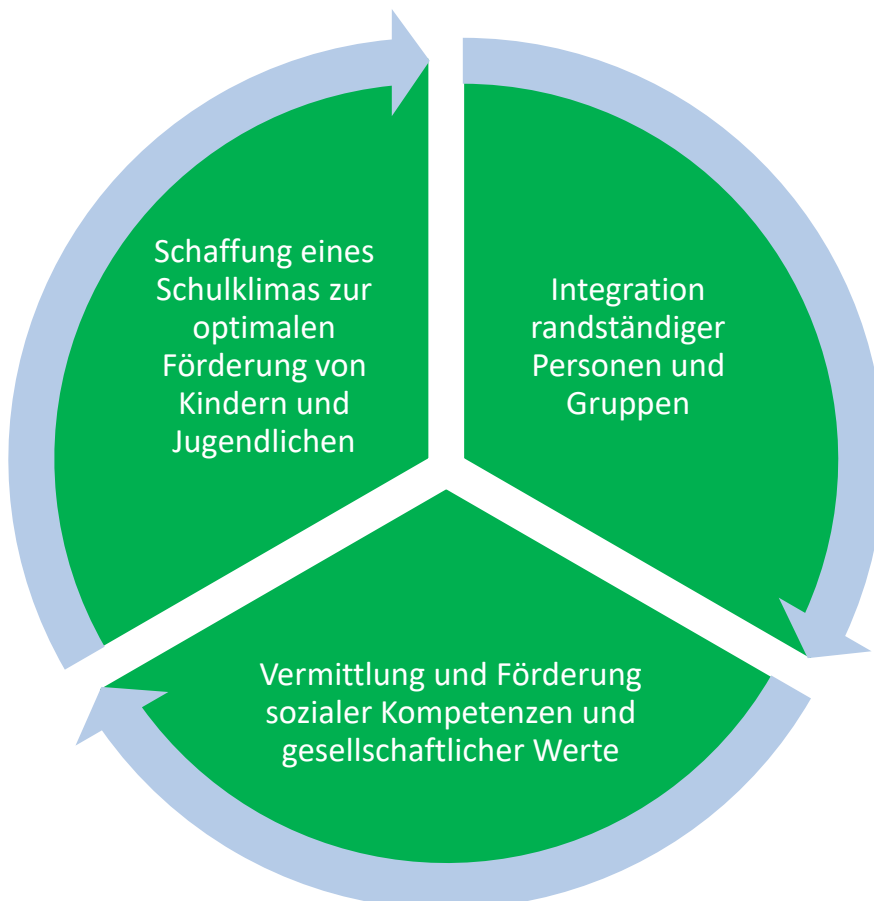 Schaffung eines
Schulklimas zur
optimalen
Förderung von
Kindern und
Jugendlichen
Integration
randständiger
Personen und
Gruppen
Vermittlung und Förderung
sozialer Kompetenzen und
gesellschaftlicher Werte